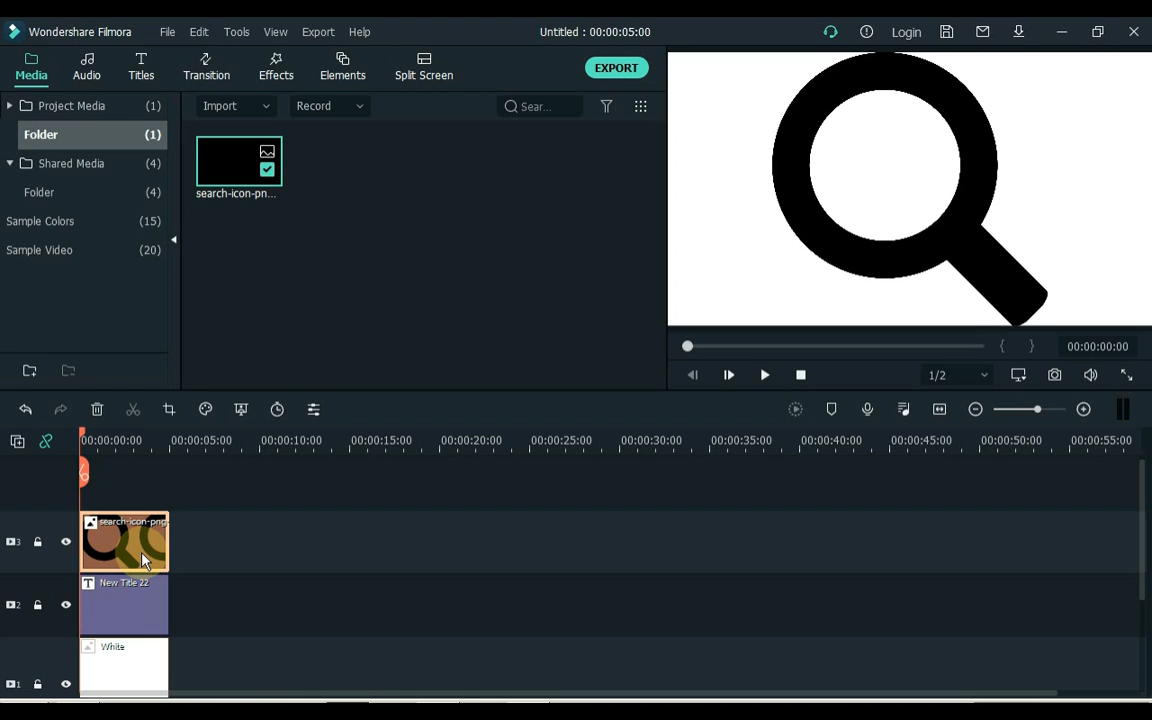 Wondershare Filmora File Edit Tools View Export Help Untitled : 00:00:05:00 Login
Media Audio Titles Transition Effects Elements Split Screen EXPORT
Project Media (1) Import Record Sear...
Folder (1)
Shared Media (4)
Folder (4)
search-icon-pn...
Sample Colors (15)
Sample Video (20)
{ } 00:00:00:00
1/2
00:00:00:00 00:00:05:00 00:00:10:00 00:00:15:00 00:00:20:00 00:00:25:00 00:00:30:00 00:00:35:00 00:00:40:00 00:00:45:00 00:00:50:00 00:00:55:00
search-icon-png
3
T New Title 22
2
White
1